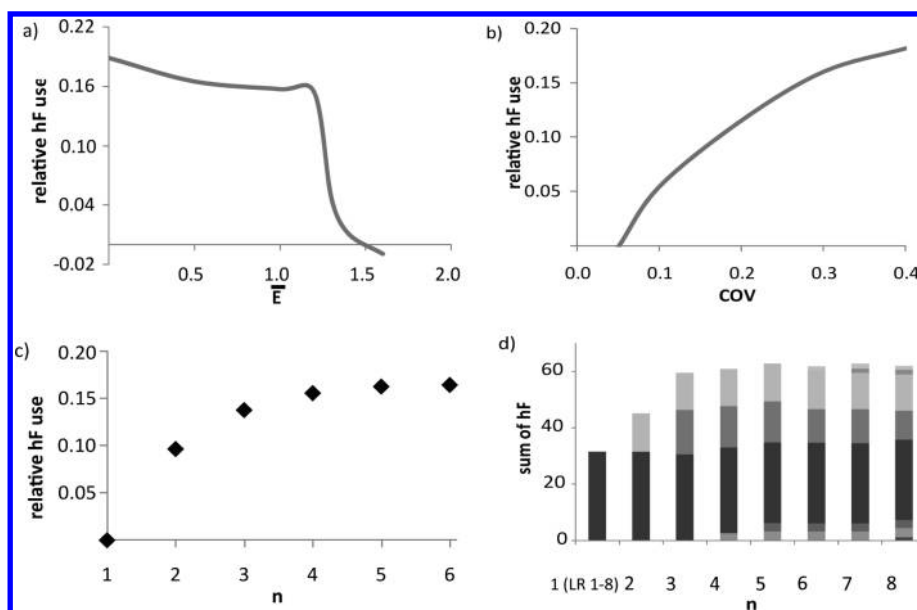 a)
0.22
0.16
0.10
0.04
-0.02
relative hF use
0.5 1.0 1.5 2.0
E̅
b)
0.20
0.15
0.10
0.05
relative hF use
0.0 0.1 0.2 0.3 0.4
COV
c)
0.20
0.15
0.10
0.05
relative hF use
1 2 3 4 5 6
n
d)
60
40
20
0
sum of hF
1 (LR 1-8) 2 3 4 5 6 7 8
n